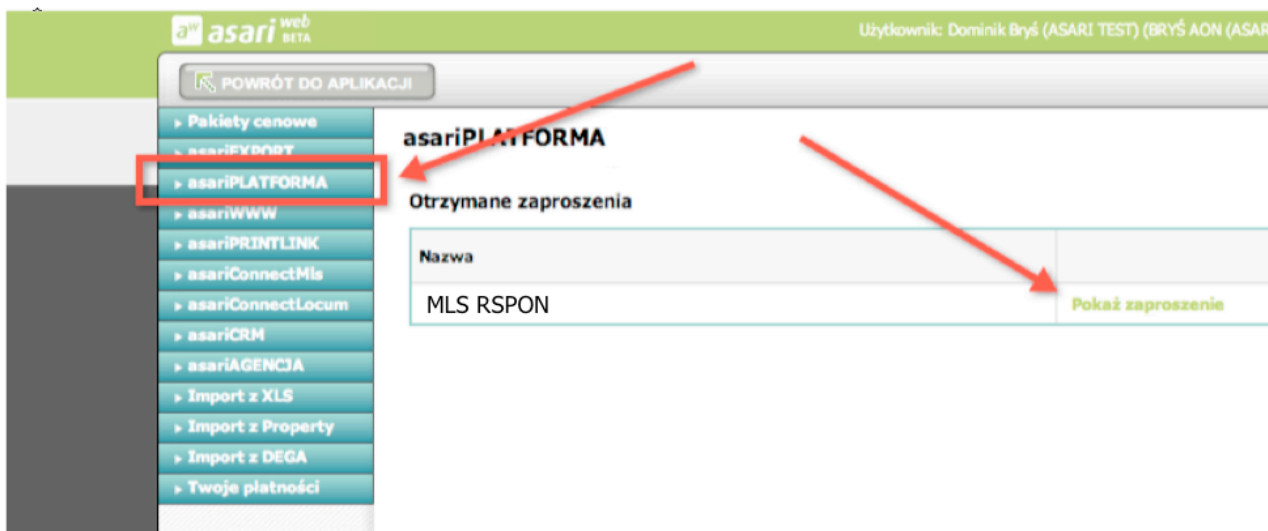 aw asari web BETA
Użytkownik: Dominik Bryś (ASARI TEST) (BRYŚ AON (ASAR
POWRÓT DO APLIKACJI
Pakiety cenowe
asariEXPORT
asariPLATFORMA
asariWWW
asariPRINTLINK
asariConnectMls
asariConnectLocum
asariCRM
asariAGENCJA
Import z XLS
Import z Property
Import z DEGA
Twoje płatności
asariPLATFORMA
Otrzymane zaproszenia
Nazwa
MLS RSPON
Pokaż zaproszenie